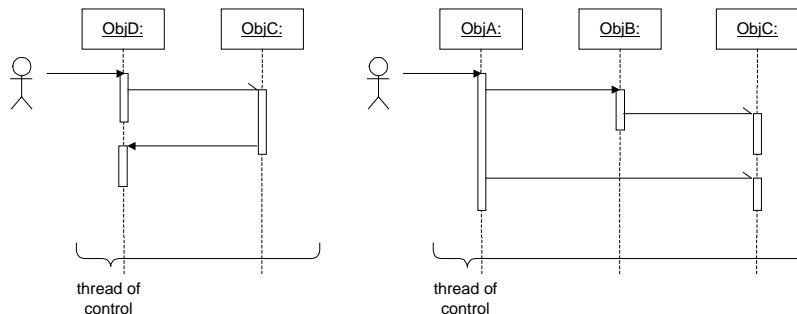 ObjD:
ObjC:
ObjA:
ObjB:
ObjC:
thread of
control
thread of
control